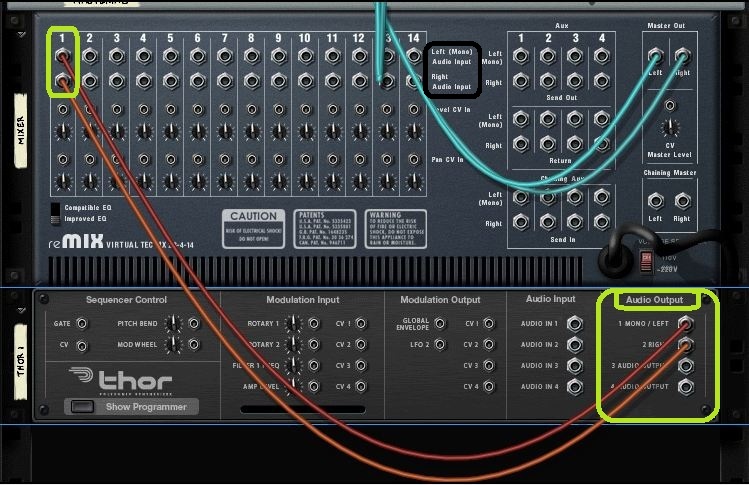 1 2 3 4 5 6 7 8 9 10 11 12 13 14
Left (Mono)
Audio Input
Right
Audio Input
Level CV In
Pan CV In
Aux
1 2 3 4
Left
(Mono)
Right
Send Out
Left
(Mono)
Right
Return
Chaining Aux
Left
(Mono)
Right
Send In
Master Out
Left Right
CV
Master Level
Chaining Master
Left Right
MIXER
Compatible EQ
Improved EQ
reMIX VIRTUAL
CAUTION
RISK OF ELECTRICAL SHOCK!
DO NOT OPEN!
PATENTS
WARNING
TO REDUCE THE RISK
OF FIRE OR ELECTRIC
SHOCK, DO NOT EXPOSE
THIS APPLIANCE TO
RAIN OR MOISTURE.
-220V
THOR 1
Sequencer Control
GATE
PITCH BEND
CV
MOD WHEEL
thor
POLYSONIC SYNTHESIZER
Show Programmer
Modulation Input
ROTARY 1
CV 1
ROTARY 2
CV 2
FILTER 1 FREQ
CV 3
AMP LEVEL
CV 4
Modulation Output
GLOBAL
ENVELOPE
CV 1
LFO 2
CV 2
CV 3
CV 4
Audio Input
AUDIO IN 1
AUDIO IN 2
AUDIO IN 3
AUDIO IN 4
Audio Output
1 MONO / LEFT
2 RIGHT
3 AUDIO OUTPUT
4 AUDIO OUTPUT